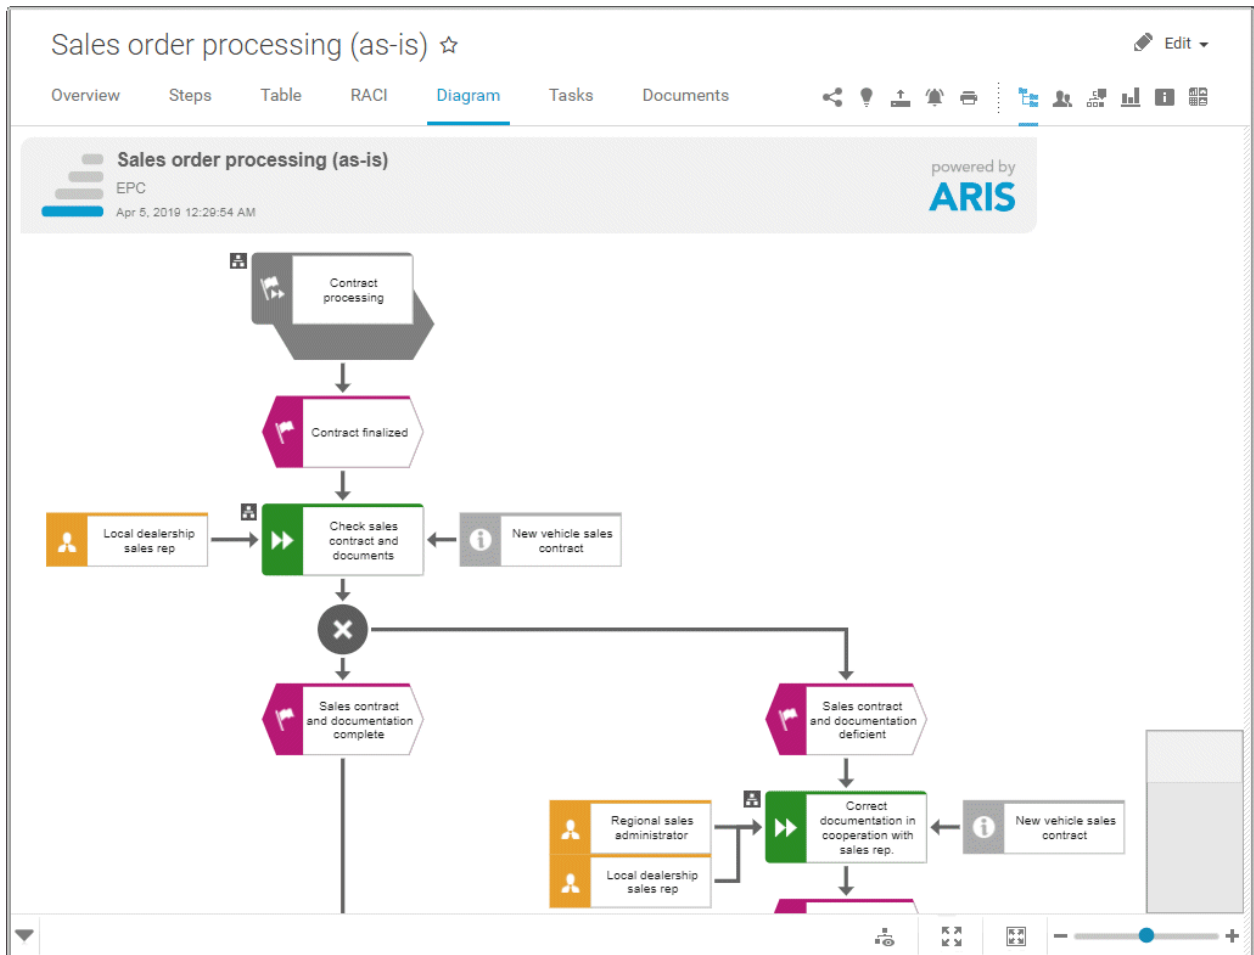 Sales order processing (as-is)
Edit
Overview
Steps
Table
RACI
Diagram
Tasks
Documents
Sales order processing (as-is)
EPC
Apr 5, 2019 12:29:54 AM
powered by
ARIS
Contract
processing
Contract finalized
Local dealership
sales rep
Check sales
contract and
documents
New vehicle sales
contract
Sales contract
and documentation
complete
Sales contract
and documentation
deficient
Regional sales
administrator
Local dealership
sales rep
Correct
documentation in
cooperation with
sales rep.
New vehicle sales
contract